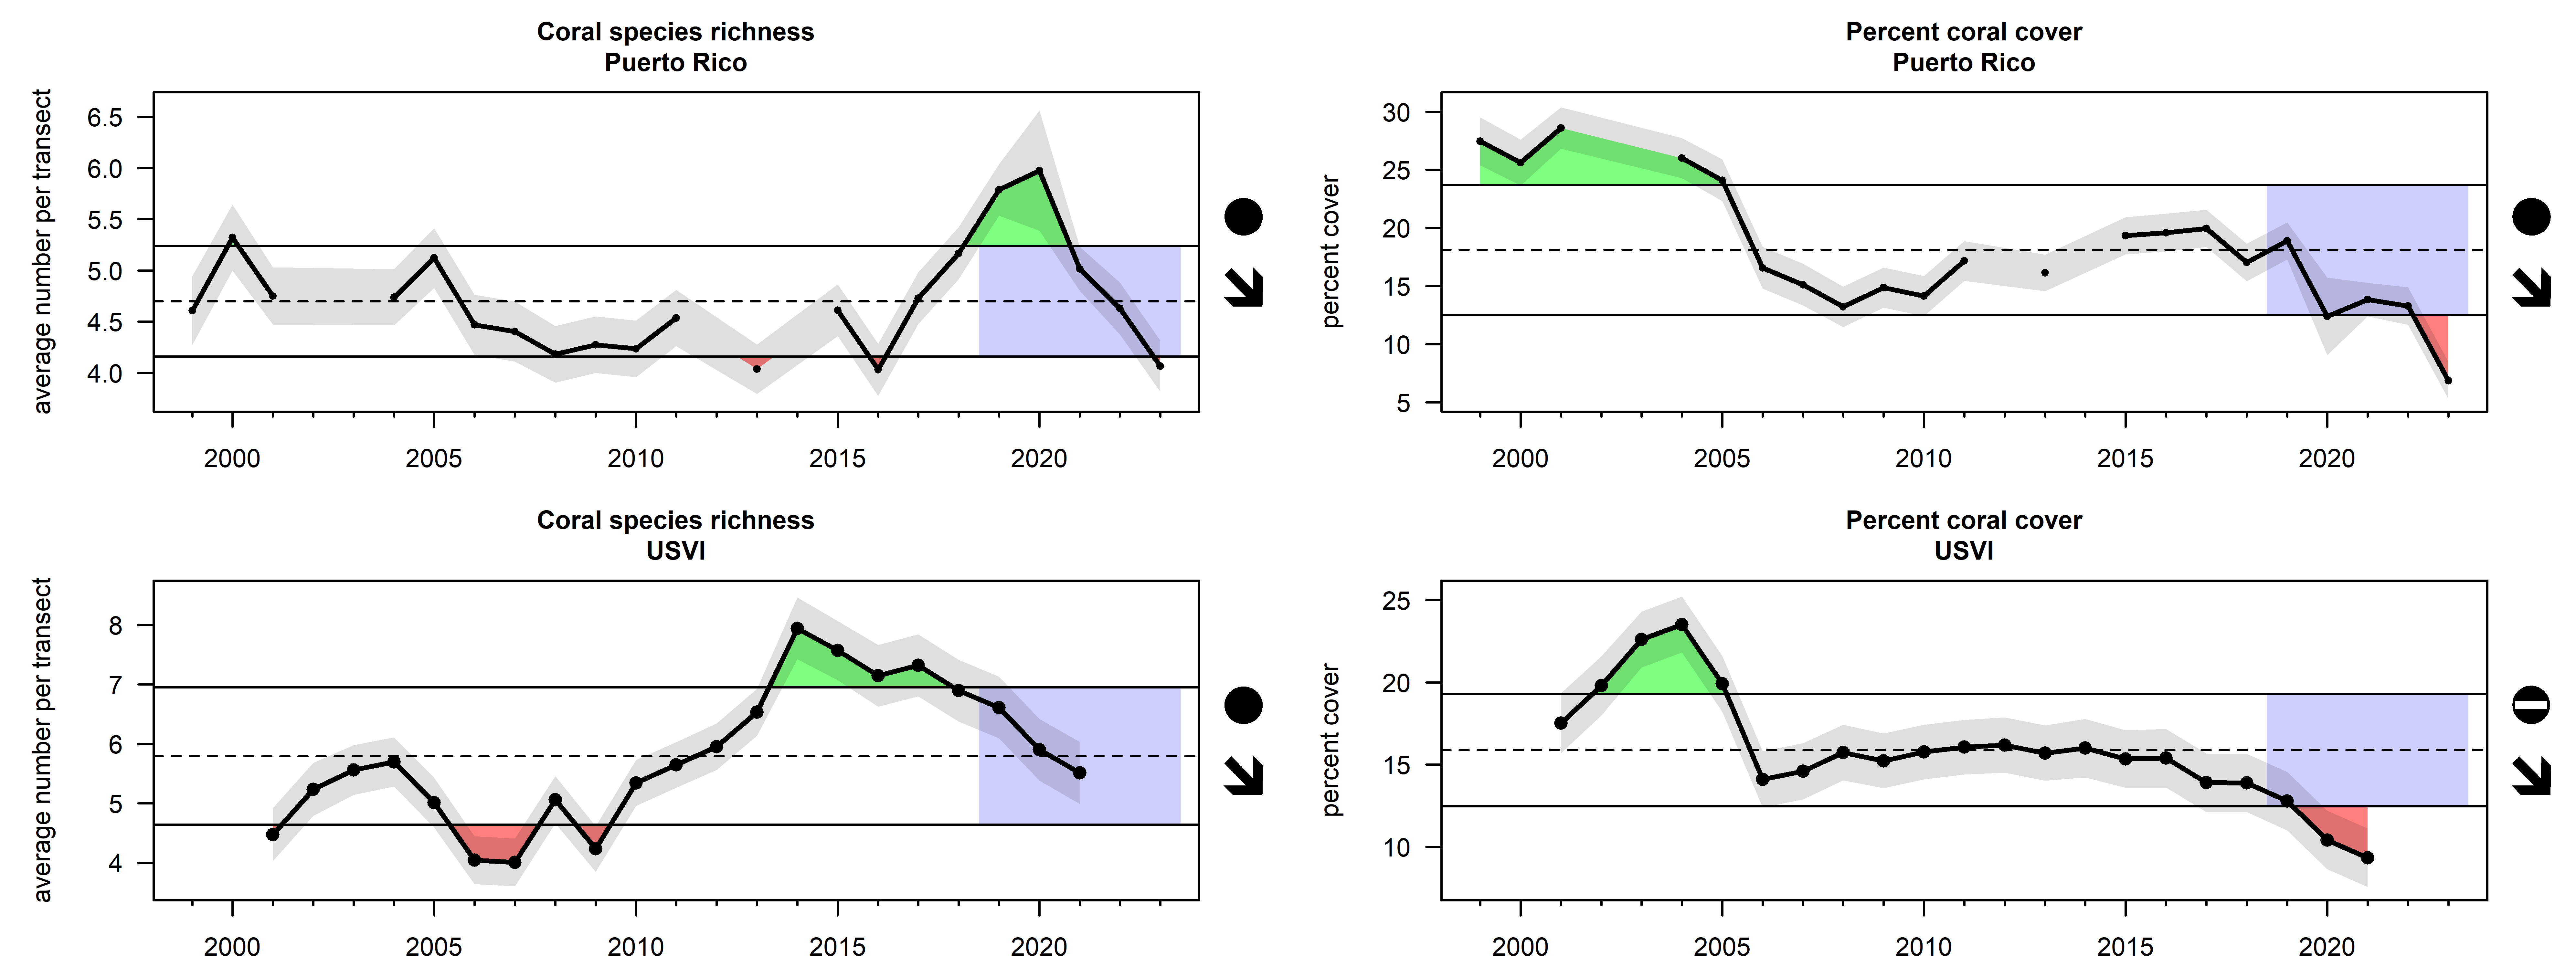 Coral species richness
Puerto Rico
average number per transect
6.5
6.0
5.5
5.0
4.5
4.0
2000 2005 2010 2015 2020
Percent coral cover
Puerto Rico
percent cover
30
25
20
15
10
5
2000 2005 2010 2015 2020
Coral species richness
USVI
average number per transect
8
7
6
5
4
2000 2005 2010 2015 2020
Percent coral cover
USVI
percent cover
25
20
15
10
2000 2005 2010 2015 2020